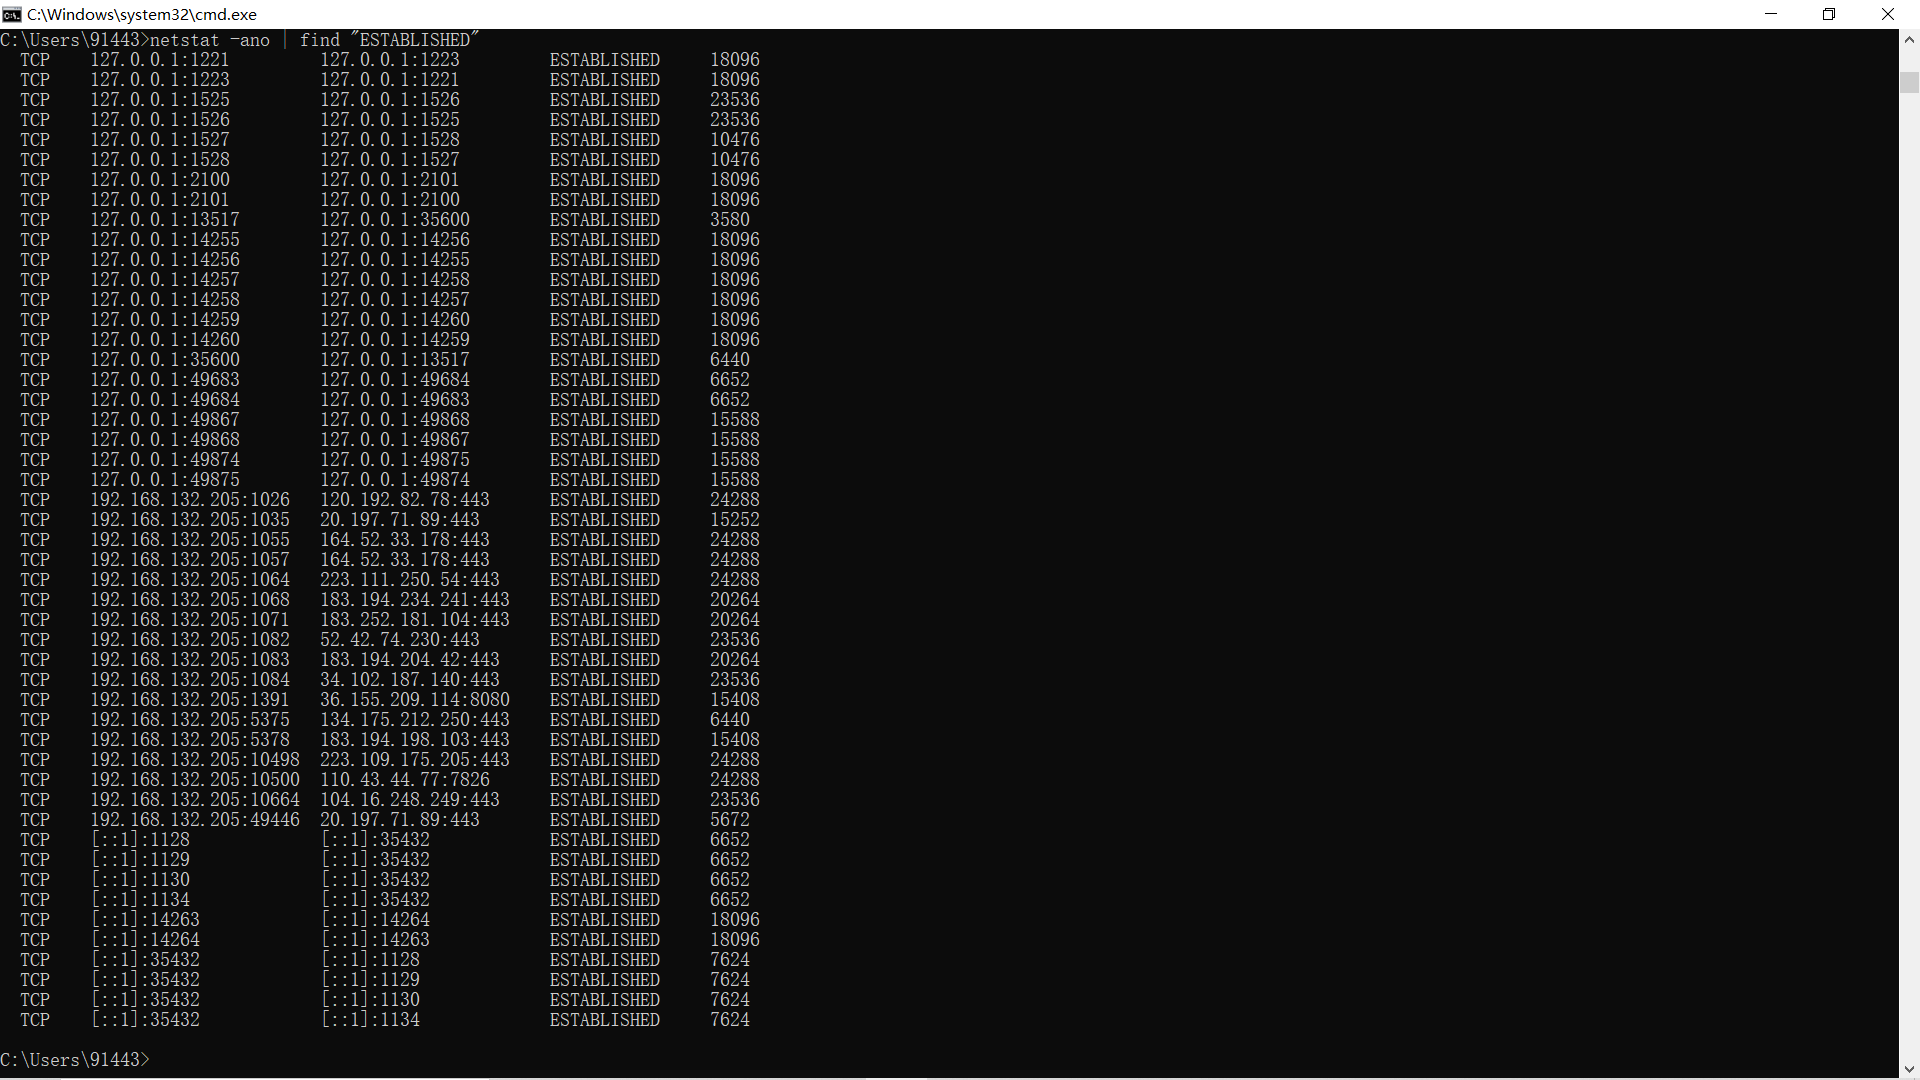 C:\Windows\system32\cmd.exe
C:\Users\91443>netstat -ano | find "ESTABLISHED"
TCP 127.0.0.1:1221 127.0.0.1:1223 ESTABLISHED 18096
TCP 127.0.0.1:1223 127.0.0.1:1221 ESTABLISHED 18096
TCP 127.0.0.1:1525 127.0.0.1:1526 ESTABLISHED 23536
TCP 127.0.0.1:1526 127.0.0.1:1525 ESTABLISHED 23536
TCP 127.0.0.1:1527 127.0.0.1:1528 ESTABLISHED 10476
TCP 127.0.0.1:1528 127.0.0.1:1527 ESTABLISHED 10476
TCP 127.0.0.1:2100 127.0.0.1:2101 ESTABLISHED 18096
TCP 127.0.0.1:2101 127.0.0.1:2100 ESTABLISHED 18096
TCP 127.0.0.1:13517 127.0.0.1:35600 ESTABLISHED 3580
TCP 127.0.0.1:14255 127.0.0.1:14256 ESTABLISHED 18096
TCP 127.0.0.1:14256 127.0.0.1:14255 ESTABLISHED 18096
TCP 127.0.0.1:14257 127.0.0.1:14258 ESTABLISHED 18096
TCP 127.0.0.1:14258 127.0.0.1:14257 ESTABLISHED 18096
TCP 127.0.0.1:14259 127.0.0.1:14260 ESTABLISHED 18096
TCP 127.0.0.1:14260 127.0.0.1:14259 ESTABLISHED 18096
TCP 127.0.0.1:35600 127.0.0.1:13517 ESTABLISHED 6440
TCP 127.0.0.1:49683 127.0.0.1:49684 ESTABLISHED 6652
TCP 127.0.0.1:49684 127.0.0.1:49683 ESTABLISHED 6652
TCP 127.0.0.1:49867 127.0.0.1:49868 ESTABLISHED 15588
TCP 127.0.0.1:49868 127.0.0.1:49867 ESTABLISHED 15588
TCP 127.0.0.1:49874 127.0.0.1:49875 ESTABLISHED 15588
TCP 127.0.0.1:49875 127.0.0.1:49874 ESTABLISHED 15588
TCP 192.168.132.205:1026 120.192.82.78:443 ESTABLISHED 24288
TCP 192.168.132.205:1035 20.197.71.89:443 ESTABLISHED 15252
TCP 192.168.132.205:1055 164.52.33.178:443 ESTABLISHED 24288
TCP 192.168.132.205:1057 164.52.33.178:443 ESTABLISHED 24288
TCP 192.168.132.205:1064 223.111.250.54:443 ESTABLISHED 24288
TCP 192.168.132.205:1068 183.194.234.241:443 ESTABLISHED 20264
TCP 192.168.132.205:1071 183.252.181.104:443 ESTABLISHED 20264
TCP 192.168.132.205:1082 52.42.74.230:443 ESTABLISHED 23536
TCP 192.168.132.205:1083 183.194.204.42:443 ESTABLISHED 20264
TCP 192.168.132.205:1084 34.102.187.140:443 ESTABLISHED 23536
TCP 192.168.132.205:1391 36.155.209.114:8080 ESTABLISHED 15408
TCP 192.168.132.205:5375 134.175.212.250:443 ESTABLISHED 6440
TCP 192.168.132.205:5378 183.194.198.103:443 ESTABLISHED 15408
TCP 192.168.132.205:10498 223.109.175.205:443 ESTABLISHED 24288
TCP 192.168.132.205:10500 110.43.44.77:7826 ESTABLISHED 24288
TCP 192.168.132.205:10664 104.16.248.249:443 ESTABLISHED 23536
TCP 192.168.132.205:49446 20.197.71.89:443 ESTABLISHED 5672
TCP [::1]:1128 [::1]:35432 ESTABLISHED 6652
TCP [::1]:1129 [::1]:35432 ESTABLISHED 6652
TCP [::1]:1130 [::1]:35432 ESTABLISHED 6652
TCP [::1]:1134 [::1]:35432 ESTABLISHED 6652
TCP [::1]:14263 [::1]:14264 ESTABLISHED 18096
TCP [::1]:14264 [::1]:14263 ESTABLISHED 18096
TCP [::1]:35432 [::1]:1128 ESTABLISHED 7624
TCP [::1]:35432 [::1]:1129 ESTABLISHED 7624
TCP [::1]:35432 [::1]:1130 ESTABLISHED 7624
TCP [::1]:35432 [::1]:1134 ESTABLISHED 7624
C:\Users\91443>